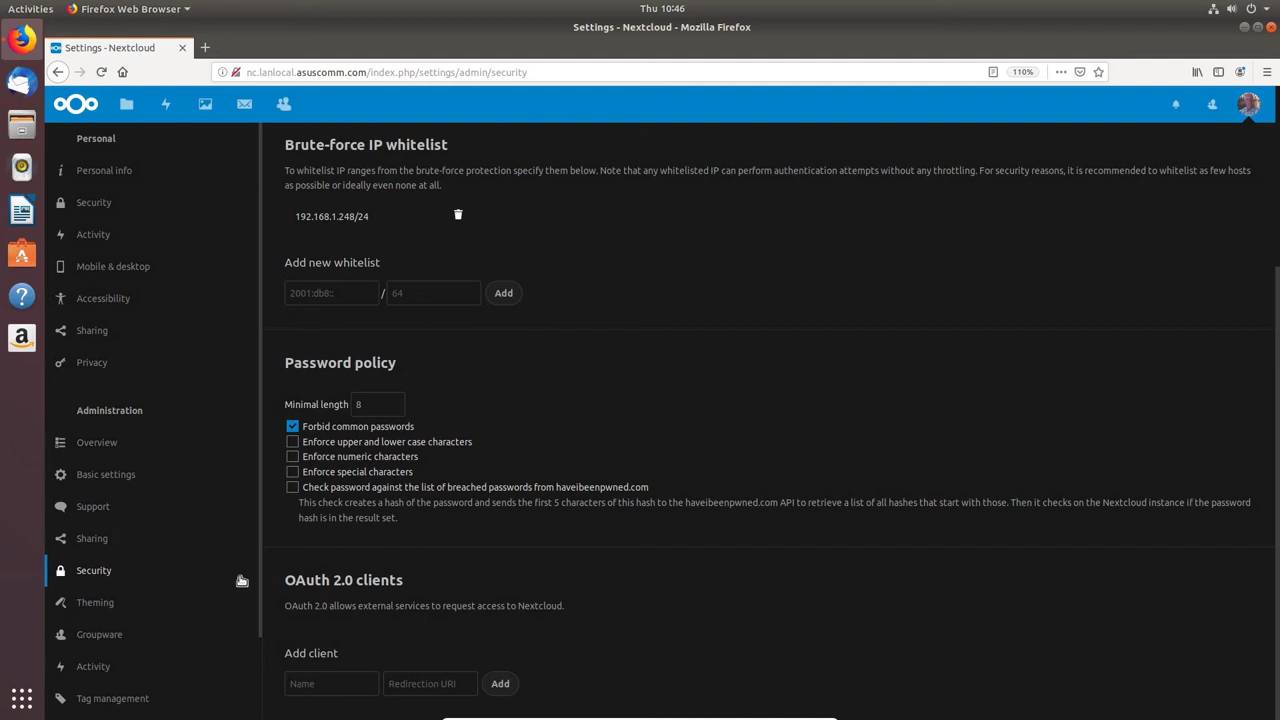 Activities
Firefox Web Browser
Thu 10:46
Settings - Nextcloud - Mozilla Firefox
Settings - Nextcloud
nc.lanlocal.asuscomm.com/index.php/settings/admin/security
110%
Personal
Personal info
Security
Activity
Mobile & desktop
Accessibility
Sharing
Privacy
Administration
Overview
Basic settings
Support
Sharing
Security
Theming
Groupware
Activity
Tag management
Brute-force IP whitelist
To whitelist IP ranges from the brute-force protection specify them below. Note that any whitelisted IP can perform authentication attempts without any throttling. For security reasons, it is recommended to whitelist as few hosts
as possible or ideally even none at all.
192.168.1.248/24
Add new whitelist
2001:db8:: / 64 Add
Password policy
Minimal length 8
Forbid common passwords
Enforce upper and lower case characters
Enforce numeric characters
Enforce special characters
Check password against the list of breached passwords from haveibeenpwned.com
This check creates a hash of the password and sends the first 5 characters of this hash to the haveibeenpwned.com API to retrieve a list of all hashes that start with those. Then it checks on the Nextcloud instance if the password
hash is in the result set.
OAuth 2.0 clients
OAuth 2.0 allows external services to request access to Nextcloud.
Add client
Name Redirection URI Add